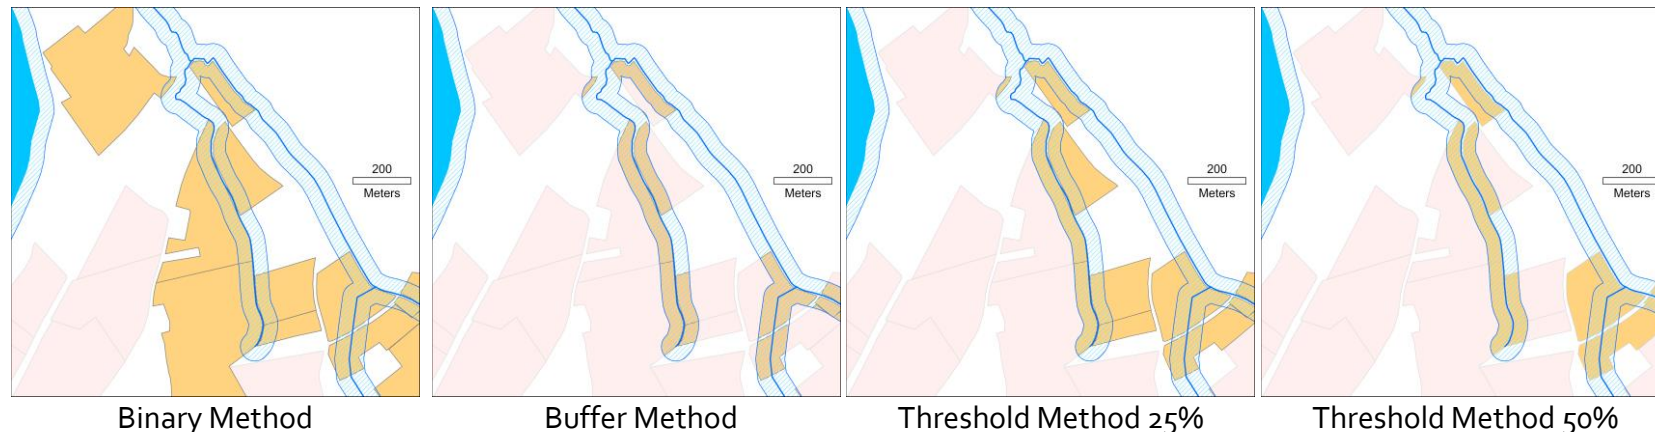 200
Meters
200
Meters
200
Meters
200
Meters
Binary Method
Buffer Method
Threshold Method 25%
Threshold Method 50%